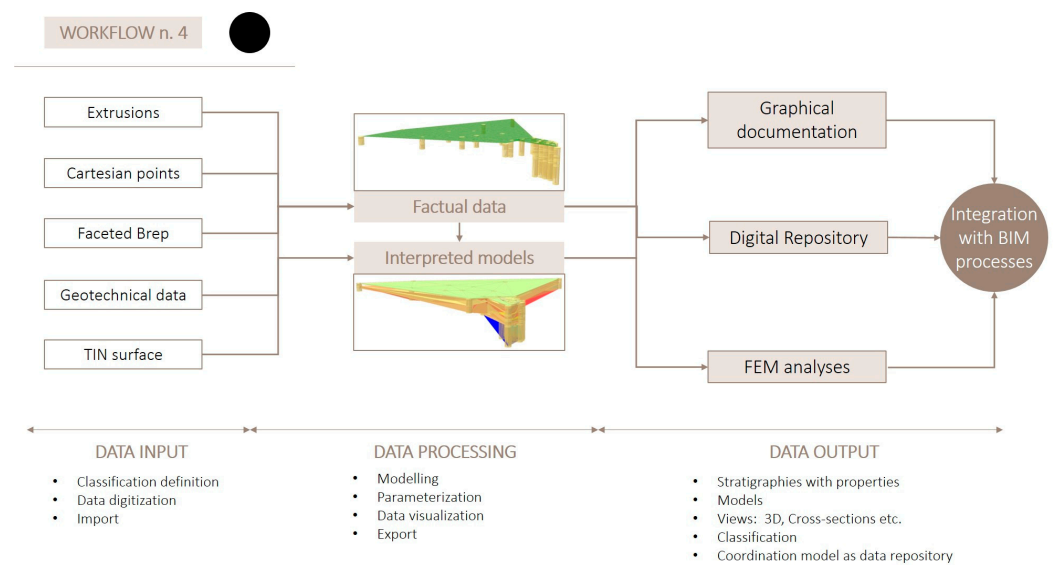 WORKFLOW n. 4
Extrusions
Cartesian points
Faceted Brep
Geotechnical data
TIN surface
Factual data
Interpreted models
Graphical
documentation
Digital Repository
FEM analyses
Integration
with BIM
processes
DATA INPUT
• Classification definition
• Data digitization
• Import
DATA PROCESSING
• Modelling
• Parameterization
• Data visualization
• Export
DATA OUTPUT
• Stratigraphies with properties
• Models
• Views: 3D, Cross-sections etc.
• Classification
• Coordination model as data repository